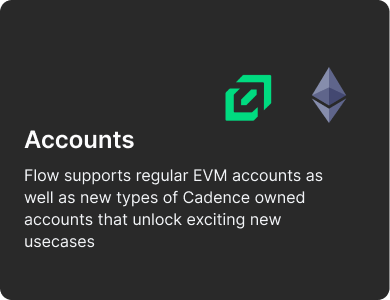 Accounts
Flow supports regular EVM accounts as
well as new types of Cadence owned
accounts that unlock exciting new
usecases